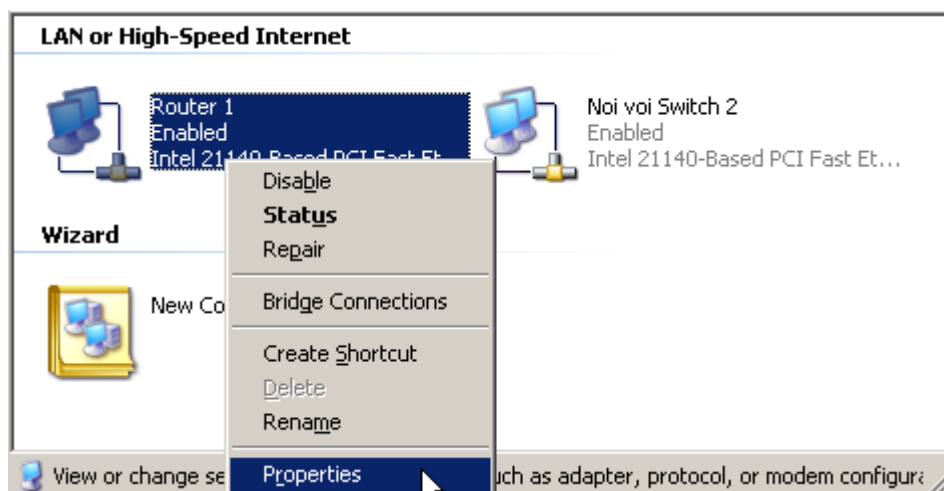 LAN or High-Speed Internet
Router 1
Enabled
Intel 21140-Based PCI Fast Et...
Noi voi Switch 2
Enabled
Intel 21140-Based PCI Fast Et...
Disable
Status
Repair
Bridge Connections
Create Shortcut
Delete
Rename
Properties
Wizard
New Co
View or change se
uch as adapter, protocol, or modem configura